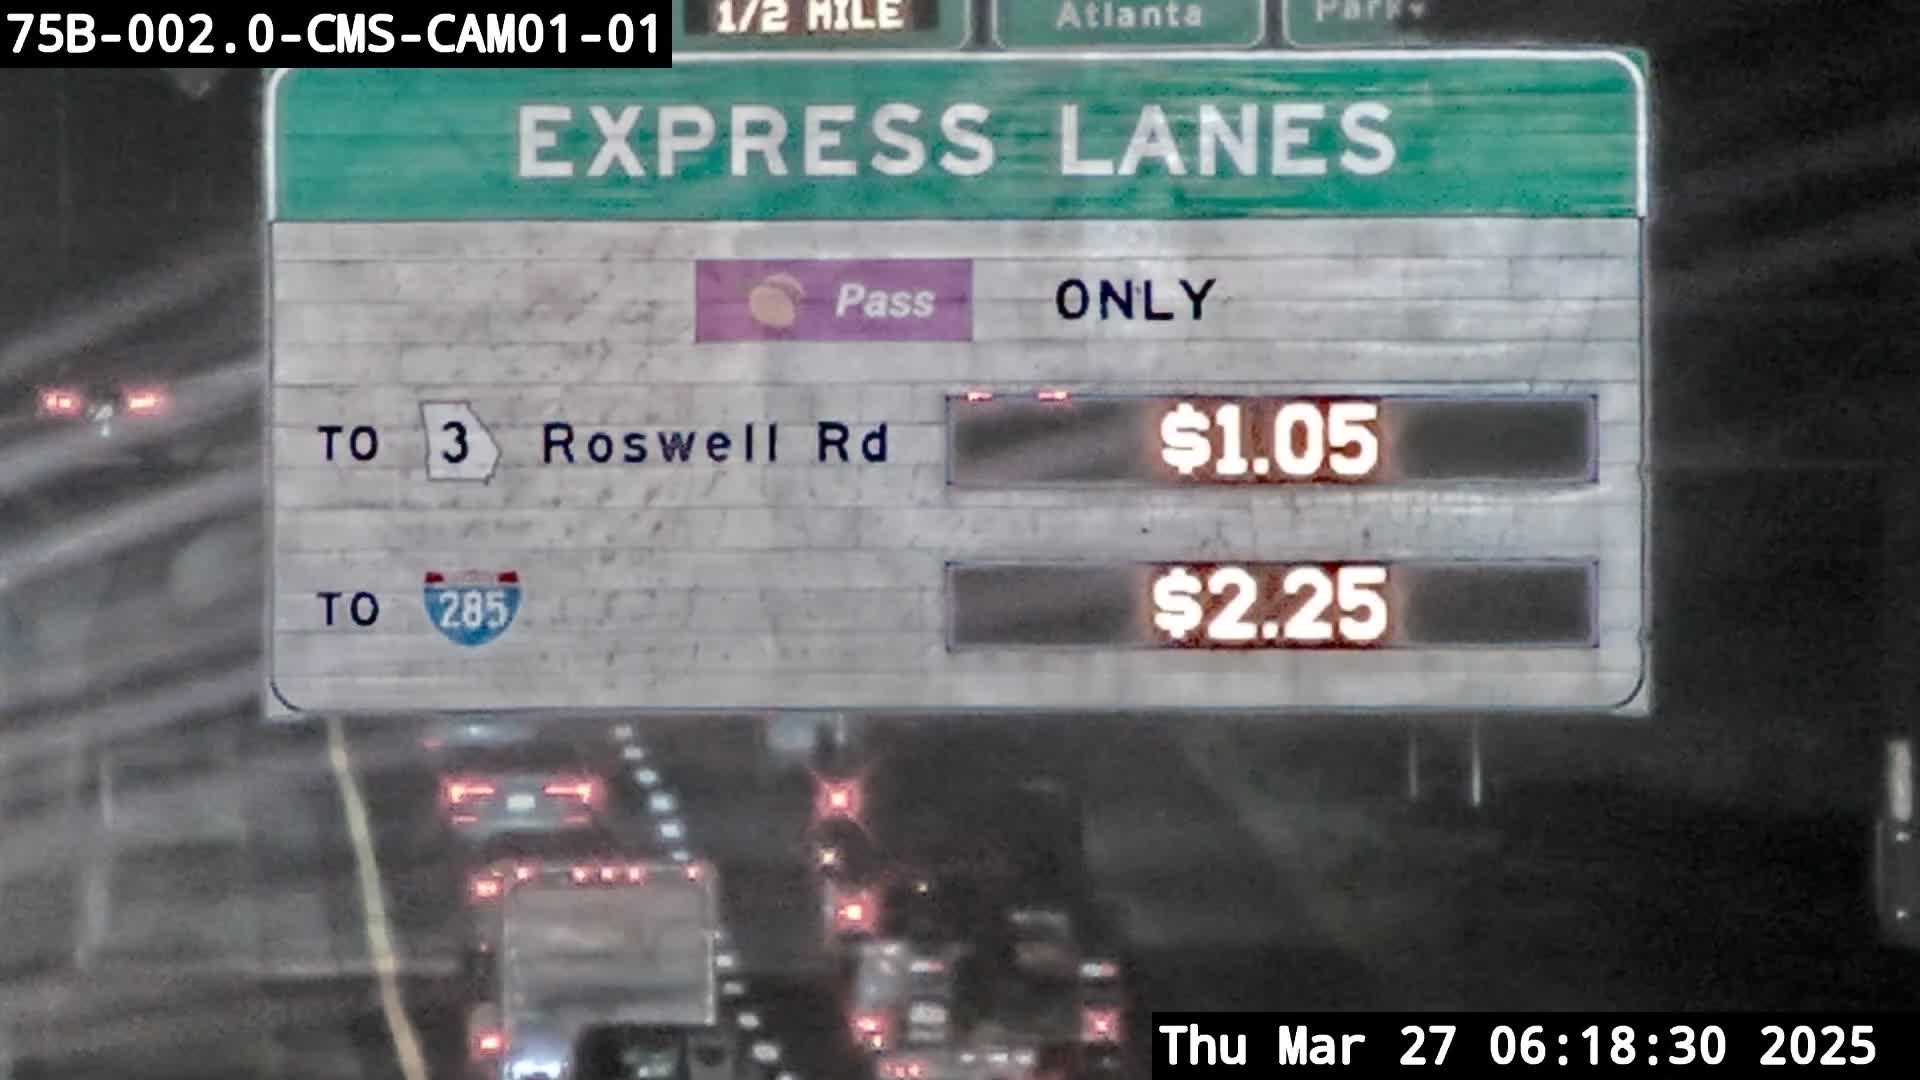 75B-002.0-CMS-CAM01-01
1/2 MILE
Atlanta
Park
EXPRESS LANES
Pass ONLY
TO 3 Roswell Rd $1.05
TO 285 $2.25
Thu Mar 27 06:18:30 2025